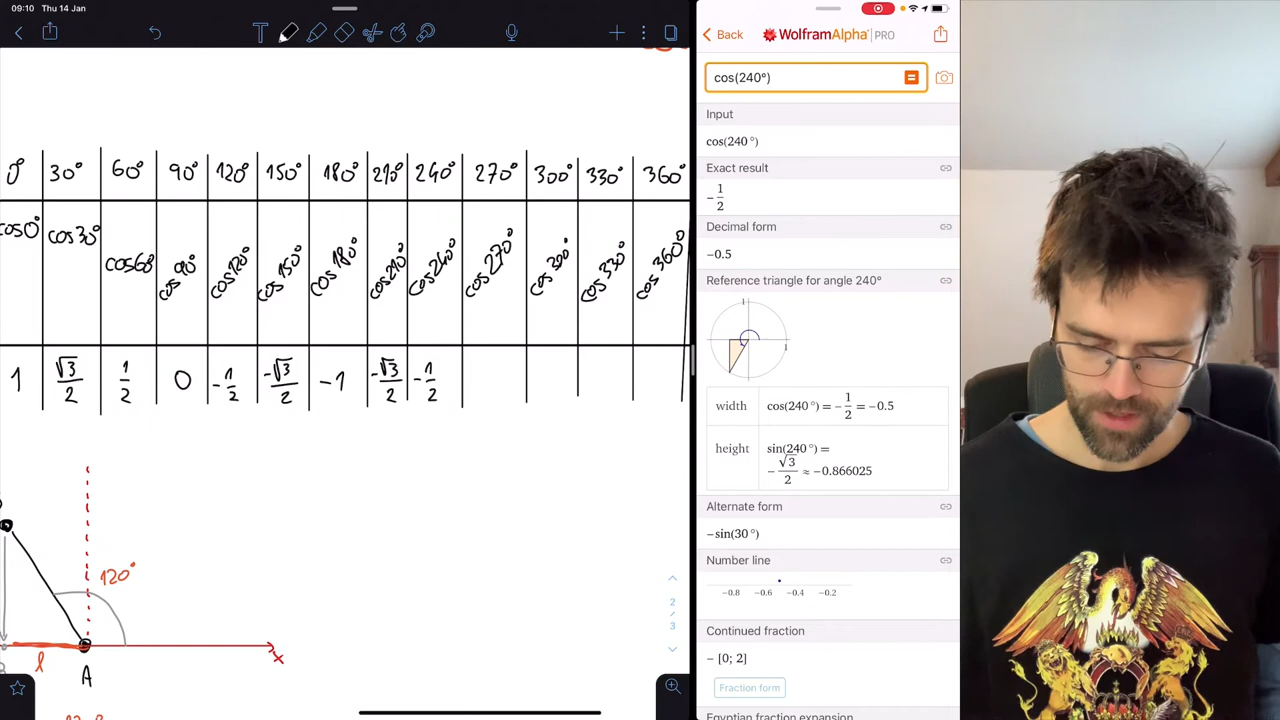 09:10 Thu 14 Jan
0° 30° 60° 90° 120° 150° 180° 210° 240° 270° 300° 330° 360°
cos0° cos30° cos60 cos90° cos120° cos150° cos180° cos210° cos240° cos270° cos300° cos330° cos360°
1 √3/2 1/2 0 -1/2 -√3/2 -1 -√3/2 -1/2
120°
x
l
A
2
/
3
Back
WolframAlpha PRO
cos(240°)
=
Input
cos(240°)
Exact result
-1/2
Decimal form
-0.5
Reference triangle for angle 240°
1
1
width cos(240°) = -1/2 = -0.5
height sin(240°) =
-√3/2 ≈ -0.866025
Alternate form
-sin(30°)
Number line
-0.8 -0.6 -0.4 -0.2
Continued fraction
- [0; 2]
Fraction form
Egyptian fraction expansion